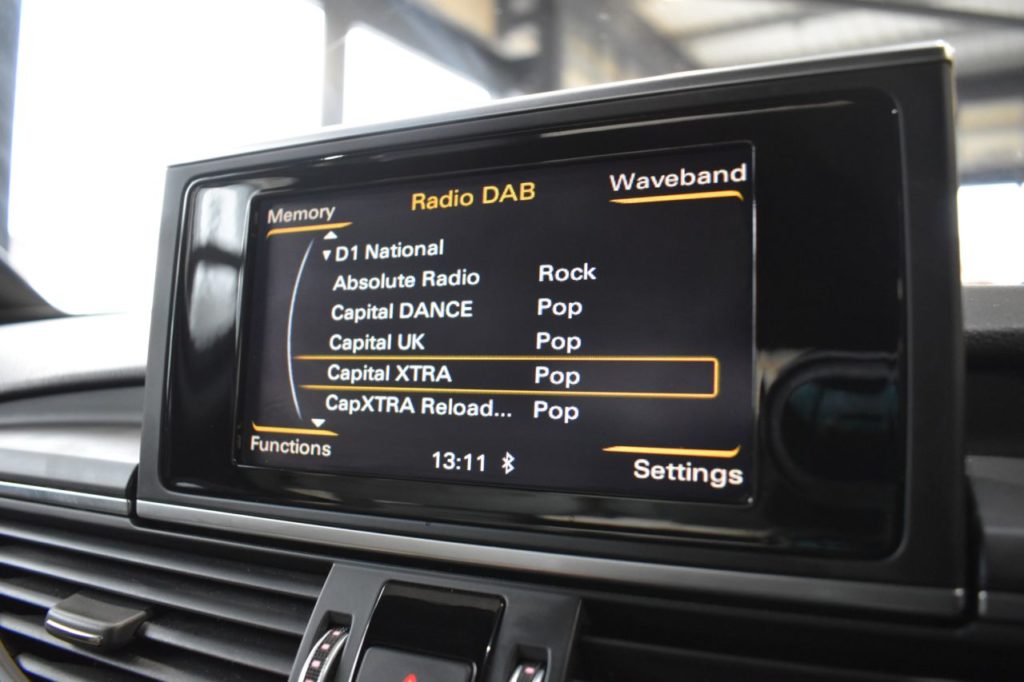 Memory
Radio DAB
Waveband
D1 National
Absolute Radio Rock
Capital DANCE Pop
Capital UK Pop
Capital XTRA Pop
CapXTRA Reload... Pop
Functions
13:11
Settings